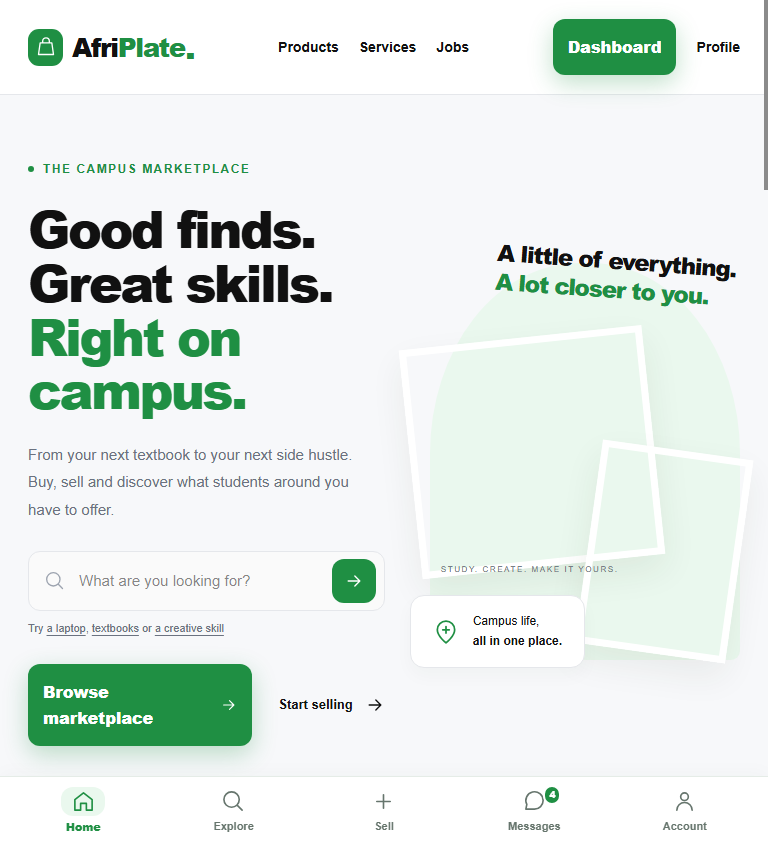 AfriPlate.
Products Services Jobs
Dashboard
Profile
THE CAMPUS MARKETPLACE
Good finds.
Great skills.
Right on
campus.
From your next textbook to your next side hustle.
Buy, sell and discover what students around you
have to offer.
What are you looking for?
Try a laptop, textbooks or a creative skill
Browse
marketplace
Start selling
A little of everything.
A lot closer to you.
STUDY. CREATE. MAKE IT YOURS.
Campus life,
all in one place.
Home
Explore
Sell
4
Messages
Account